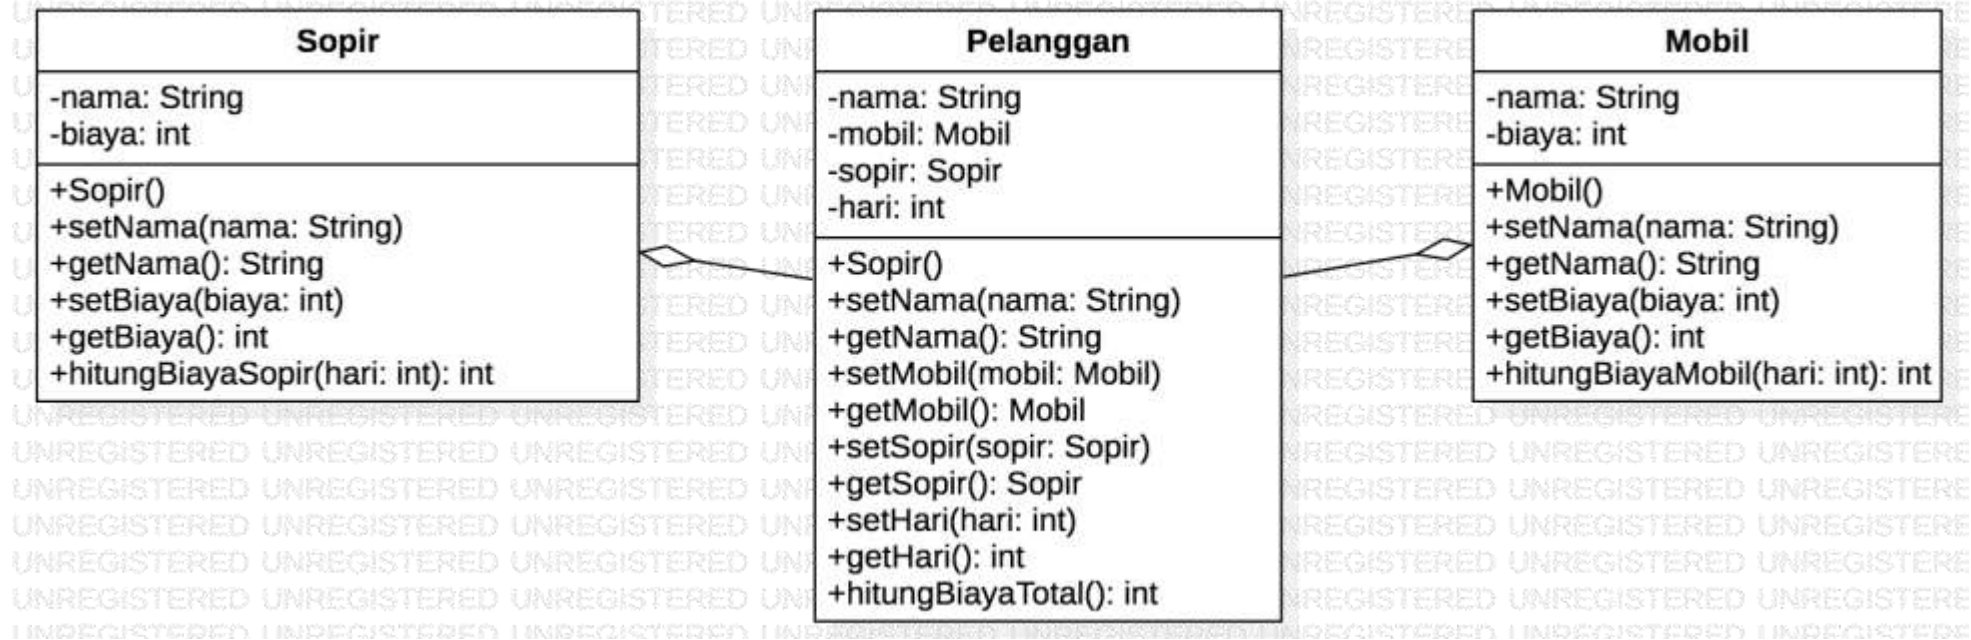 Sopir
-nama: String
-biaya: int
+Sopir()
+setNama(nama: String)
+getNama(): String
+setBiaya(biaya: int)
+getBiaya(): int
+hitungBiayaSopir(hari: int): int
Pelanggan
-nama: String
-mobil: Mobil
-sopir: Sopir
-hari: int
+Sopir()
+setNama(nama: String)
+getNama(): String
+setMobil(mobil: Mobil)
+getMobil(): Mobil
+setSopir(sopir: Sopir)
+getSopir(): Sopir
+setHari(hari: int)
+getHari(): int
+hitungBiayaTotal(): int
Mobil
-nama: String
-biaya: int
+Mobil()
+setNama(nama: String)
+getNama(): String
+setBiaya(biaya: int)
+getBiaya(): int
+hitungBiayaMobil(hari: int): int
UNREGISTERED UNREGISTERED UNREGISTERED